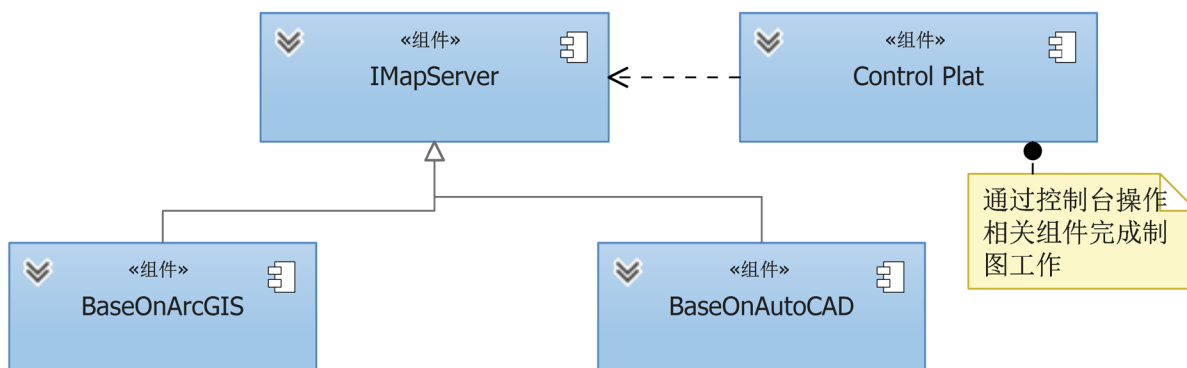 «组件»
IMapServer
«组件»
Control Plat
通过控制台操作
相关组件完成制
图工作
«组件»
BaseOnArcGIS
«组件»
BaseOnAutoCAD